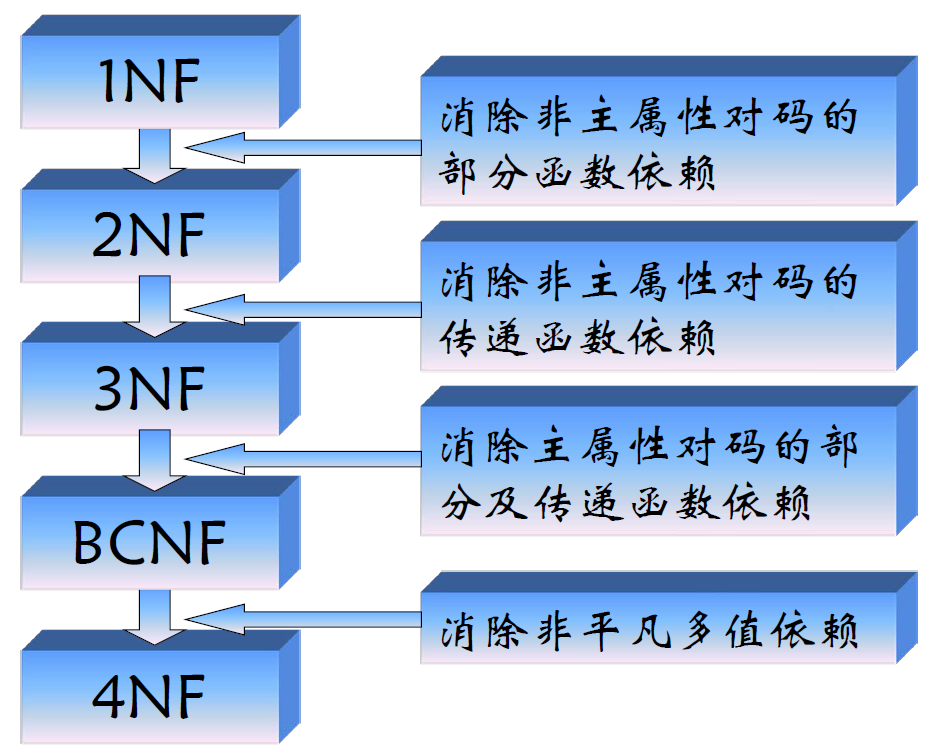 1NF
消除非主属性对码的
部分函数依赖
2NF
消除非主属性对码的
传递函数依赖
3NF
消除主属性对码的部
分及传递函数依赖
BCNF
消除非平凡多值依赖
4NF